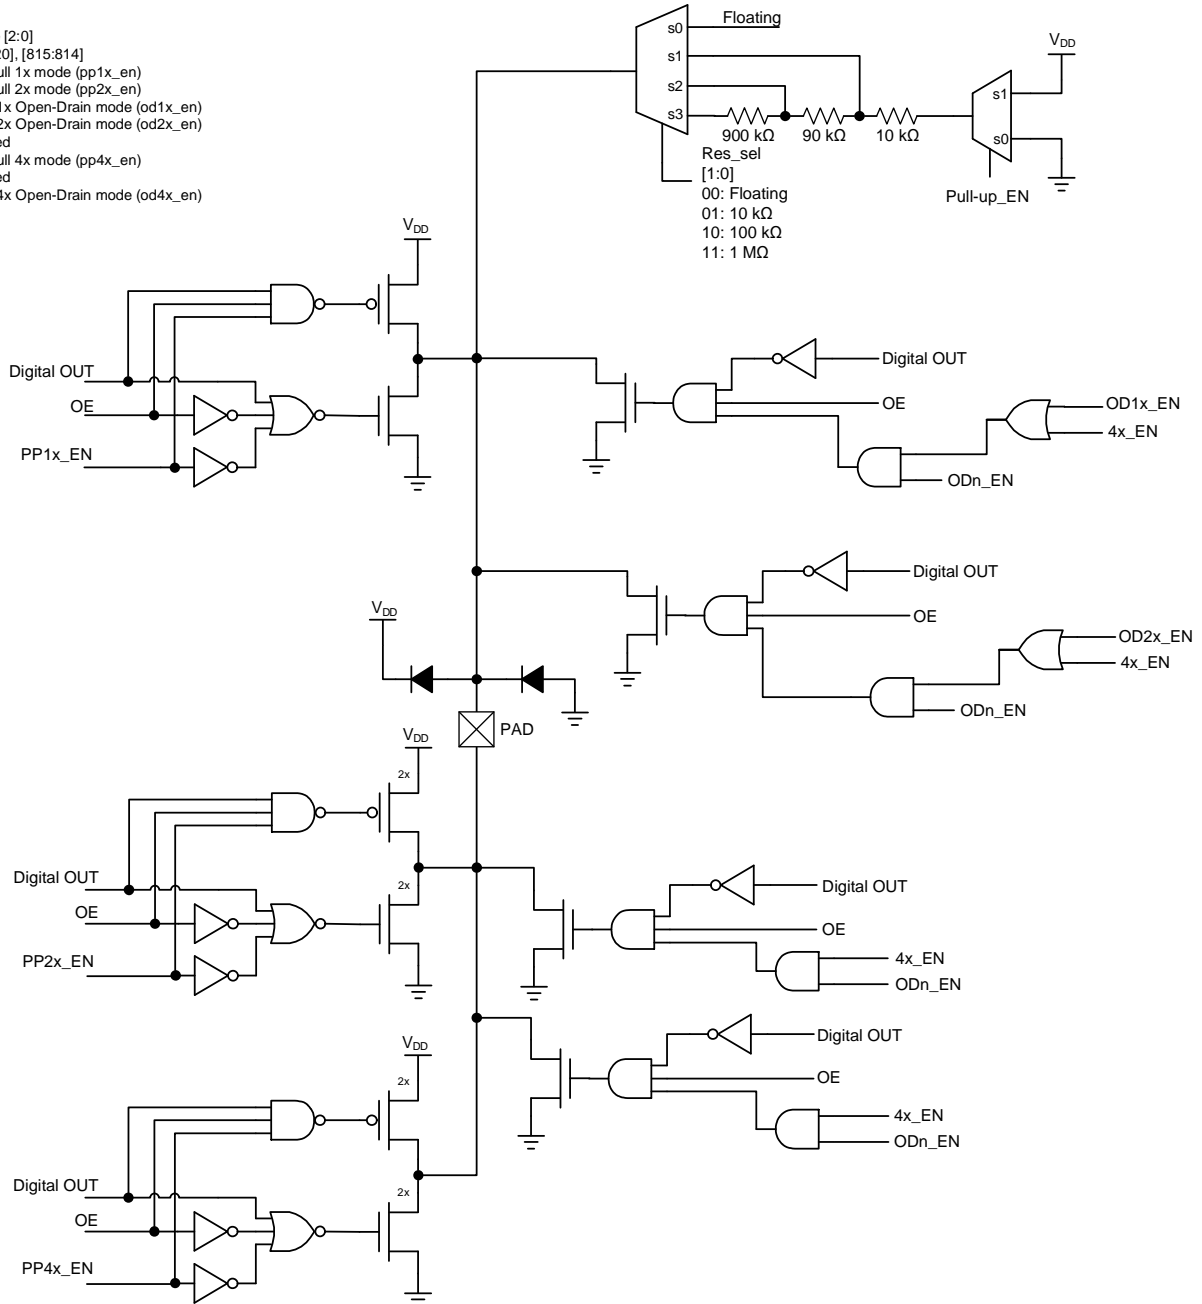 [2:0]
20], [815:814]
ull 1x mode (pp1x_en)
ull 2x mode (pp2x_en)
1x Open-Drain mode (od1x_en)
2x Open-Drain mode (od2x_en)
ed
ull 4x mode (pp4x_en)
ed
4x Open-Drain mode (od4x_en)
Floating
s0
s1
s2
s3
900 kΩ
90 kΩ
10 kΩ
VDD
s1
s0
Pull-up_EN
Res_sel
[1:0]
00: Floating
01: 10 kΩ
10: 100 kΩ
11: 1 MΩ
VDD
Digital OUT
OE
PP1x_EN
Digital OUT
OE
OD1x_EN
4x_EN
ODn_EN
Digital OUT
OE
OD2x_EN
4x_EN
ODn_EN
VDD
PAD
VDD
2x
2x
Digital OUT
OE
PP2x_EN
Digital OUT
OE
4x_EN
ODn_EN
VDD
2x
2x
Digital OUT
OE
PP4x_EN
Digital OUT
OE
4x_EN
ODn_EN